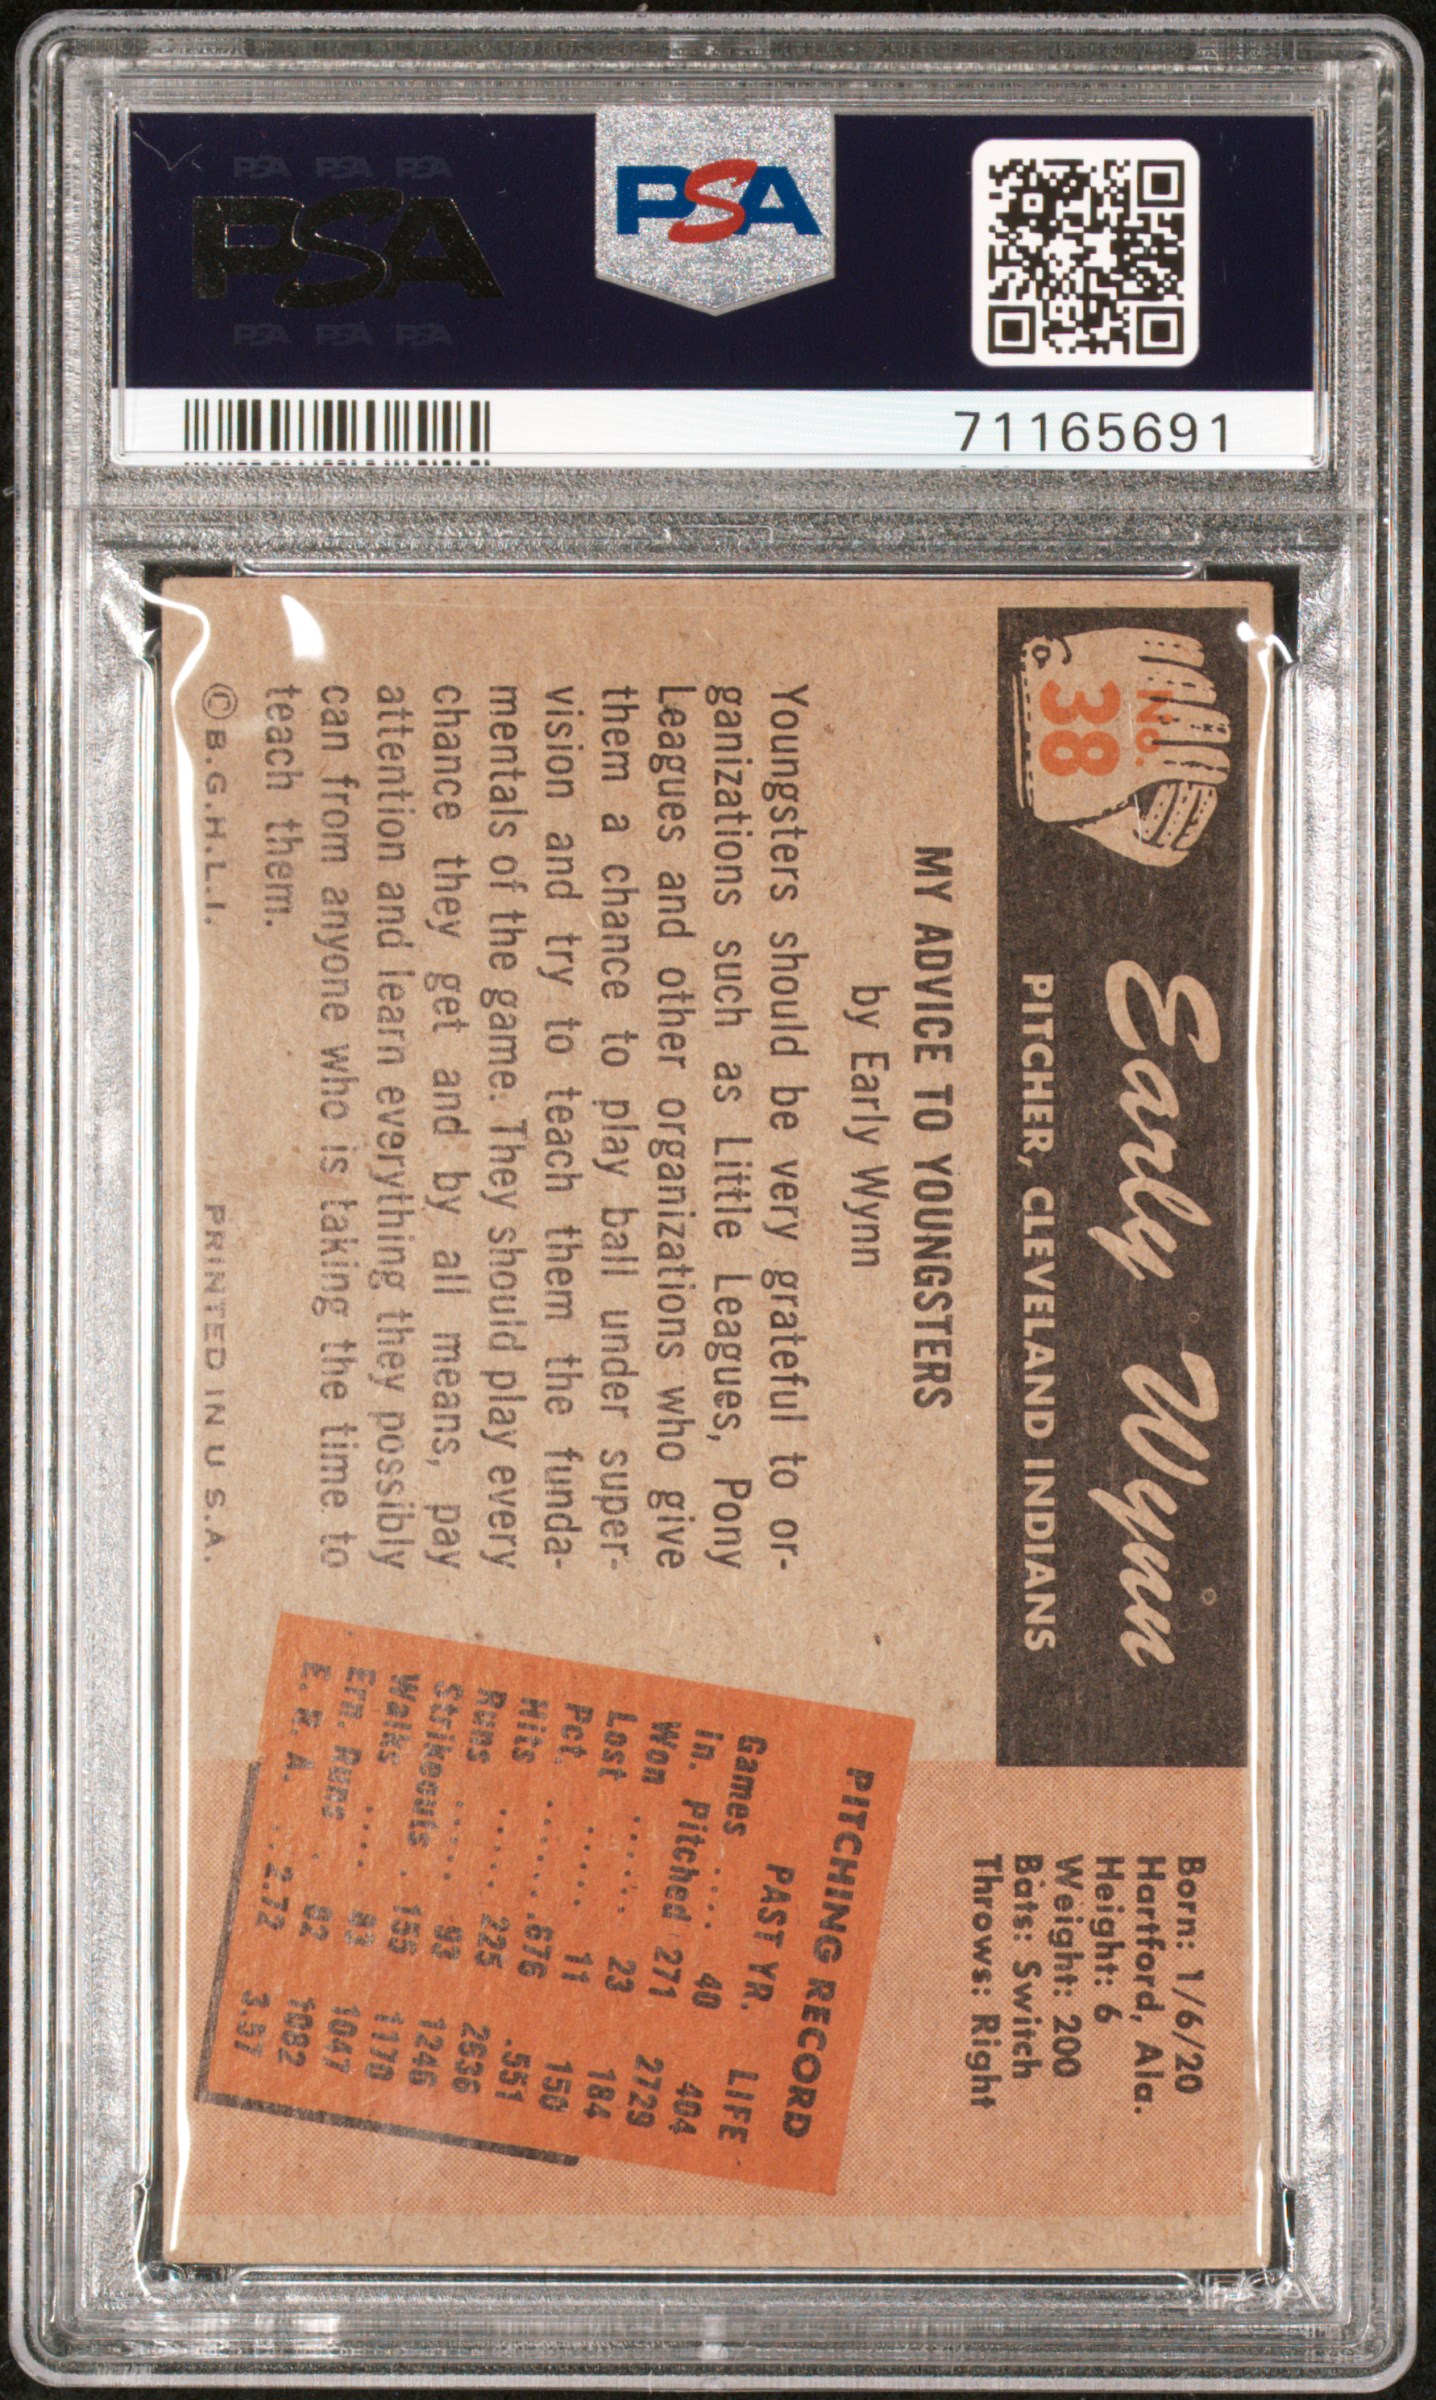 PSA PSA PSA
PSA
PSA PSA PSA
PSA
71165691
No.
38
Early Wynn
PITCHER, CLEVELAND INDIANS
Born: 1/6/20
Hartford, Ala.
Height: 6
Weight: 200
Bats: Switch
Throws: Right
MY ADVICE TO YOUNGSTERS
by Early Wynn
Youngsters should be very grateful to or-
ganizations such as Little Leagues, Pony
Leagues and other organizations who give
them a chance to play ball under super-
vision and try to teach them the funda-
mentals of the game. They should play every
chance they get and by all means, pay
attention and learn everything they possibly
can from anyone who is taking the time to
teach them.
© B.G.H.L.I. PRINTED IN U.S.A.
PITCHING RECORD
PAST YR. LIFE
Games .... 40 404
In. Pitched 271 2729
Won ...... 23 184
Lost ..... 11 150
Pct. ...... .676 .551
Hits ..... 225 2536
Runs ..... 93 1246
Strikeouts . 155 1170
Walks .... 83 1047
Ern. Runs . 82 1082
E. R. A. ... 2.72 3.57